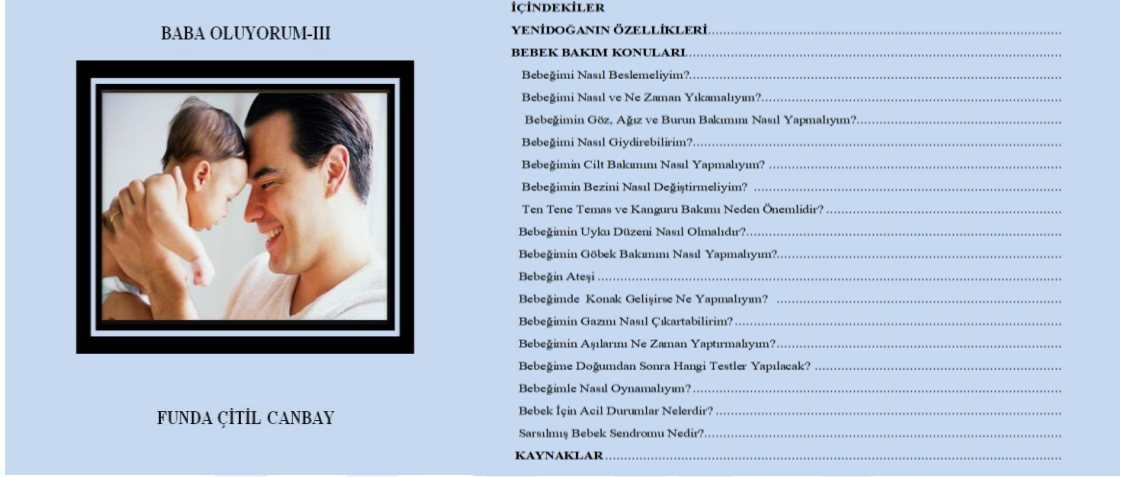 BABA OLUYORUM-III
FUNDA ÇİTİL CANBAY
İÇİNDEKİLER
YENİDOĞANIN ÖZELLİKLERİ
BEBEK BAKIM KONULARI
Bebeğimi Nasıl Beslemeliyim?
Bebeğimi Nasıl ve Ne Zaman Yıkamalıyım?
Bebeğimin Göz, Ağız ve Burun Bakımını Nasıl Yapmalıyım?
Bebeğimi Nasıl Giydirebilirim?
Bebeğimin Cilt Bakımını Nasıl Yapmalıyım?
Bebeğimin Bezini Nasıl Değiştirmeliyim?
Ten Tene Temas ve Kanguru Bakımı Neden Önemlidir?
Bebeğimin Uyku Düzeni Nasıl Olmalıdır?
Bebeğimin Göbek Bakımını Nasıl Yapmalıyım?
Bebeğin Ateşi
Bebeğimde Konak Gelişirse Ne Yapmalıyım?
Bebeğimin Gazını Nasıl Çıkartabilirim?
Bebeğimin Aşılarını Ne Zaman Yaptırmalıyım?
Bebeğime Doğumdan Sonra Hangi Testler Yapılacak?
Bebeğimle Nasıl Oynamalıyım?
Bebek İçin Acil Durumlar Nelerdir?
Sarsılmış Bebek Sendromu Nedir?
KAYNAKLAR